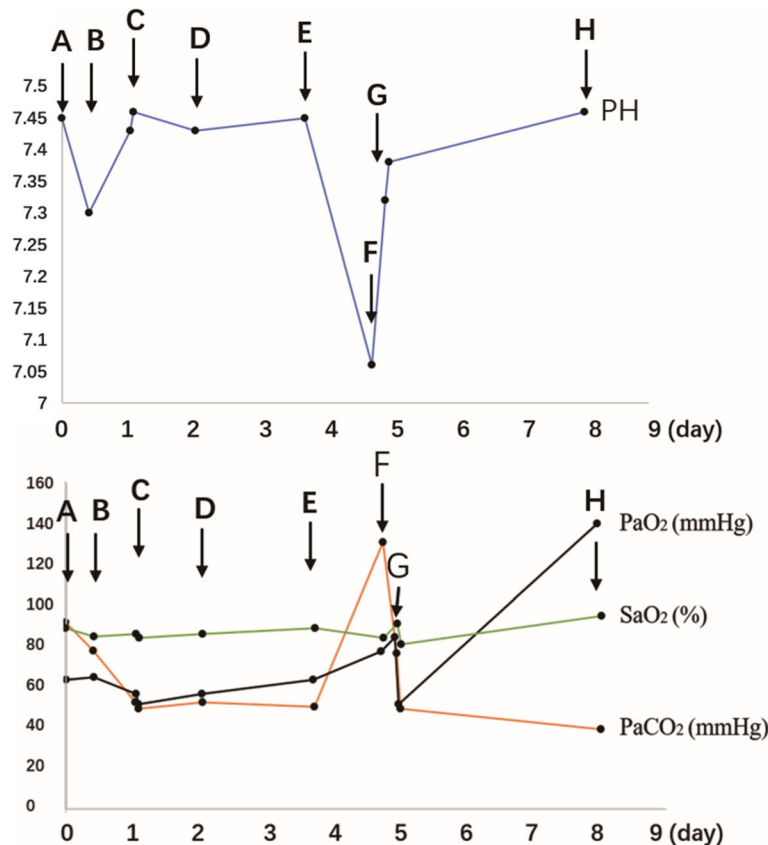 A B C D E G H
7.5
7.45
7.4
7.35
7.3
7.25
7.2
7.15
7.1
7.05
7
PH
F
0 1 2 3 4 5 6 7 8 9 (day)
160
140
120
100
80
60
40
20
0
A B C D E F G H
PaO2 (mmHg)
SaO2 (%)
PaCO2 (mmHg)
0 1 2 3 4 5 6 7 8 9 (day)